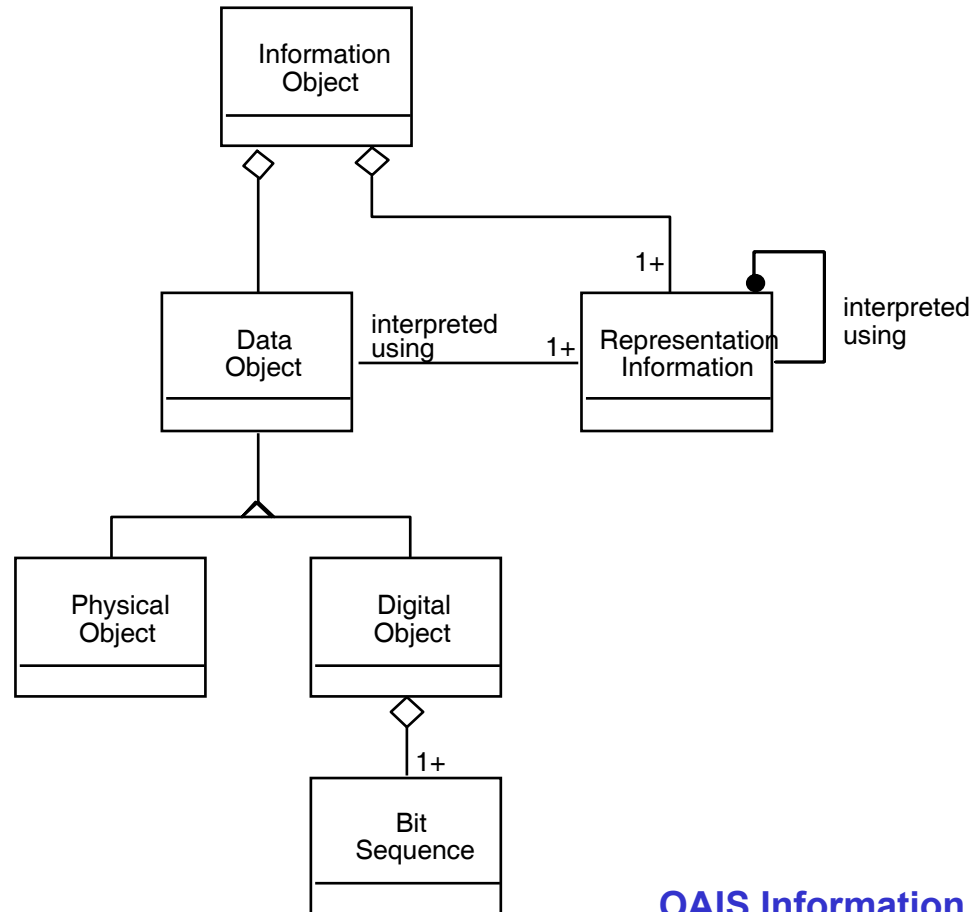 Information
Object
1+
interpreted
using
Data
Object
interpreted
using
1+
Representation
Information
Physical
Object
Digital
Object
1+
Bit
Sequence
OAIS Information